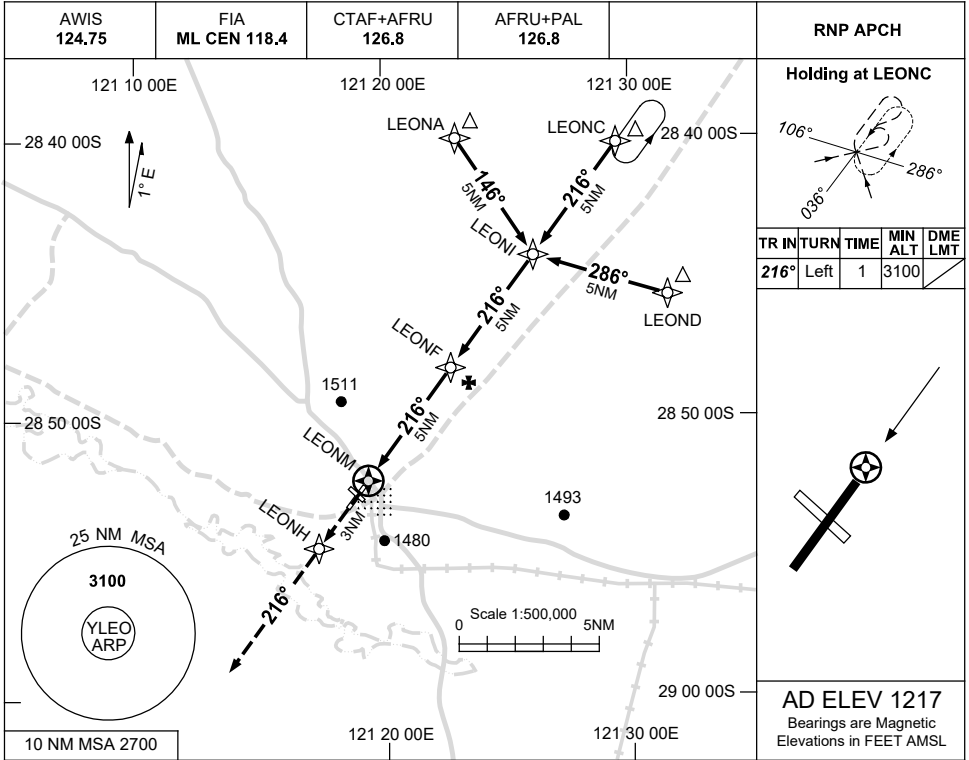 AWIS
124.75
FIA
ML CEN 118.4
CTAF+AFRU
126.8
AFRU+PAL
126.8
RNP APCH
121 10 00E
121 20 00E
121 30 00E
Holding at LEONC
106°
286°
036°
TR IN TURN TIME MIN ALT DME LMT
216° Left 1 3100
28 40 00S
28 40 00S
1° E
LEONA
LEONC
146°
5NM
216°
5NM
LEONI
286°
5NM
LEOND
216°
5NM
LEONF
1511
216°
5NM
28 50 00S
28 50 00S
LEONM
1493
3NM
LEONH
1480
25 NM MSA
3100
YLEO
ARP
216°
Scale 1:500,000
0 5NM
29 00 00S
10 NM MSA 2700
121 20 00E
121 30 00E
AD ELEV 1217
Bearings are Magnetic
Elevations in FEET AMSL